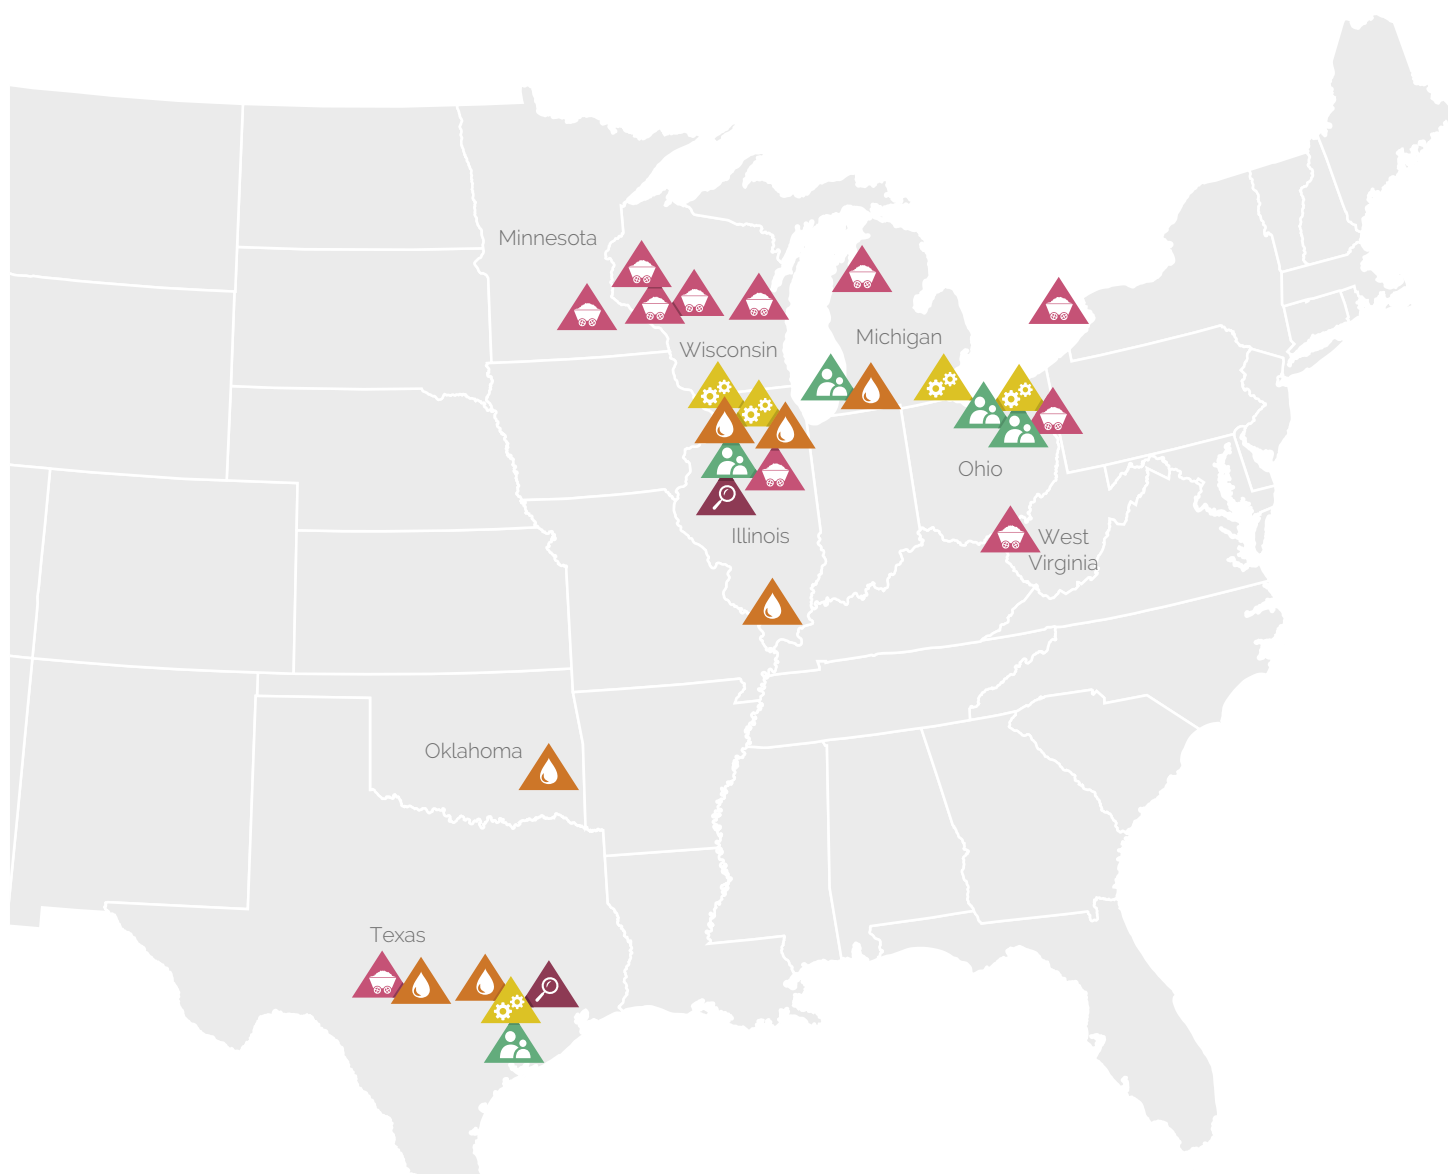 Minnesota
Michigan
Wisconsin
Ohio
Illinois
West
Virginia
Oklahoma
Texas